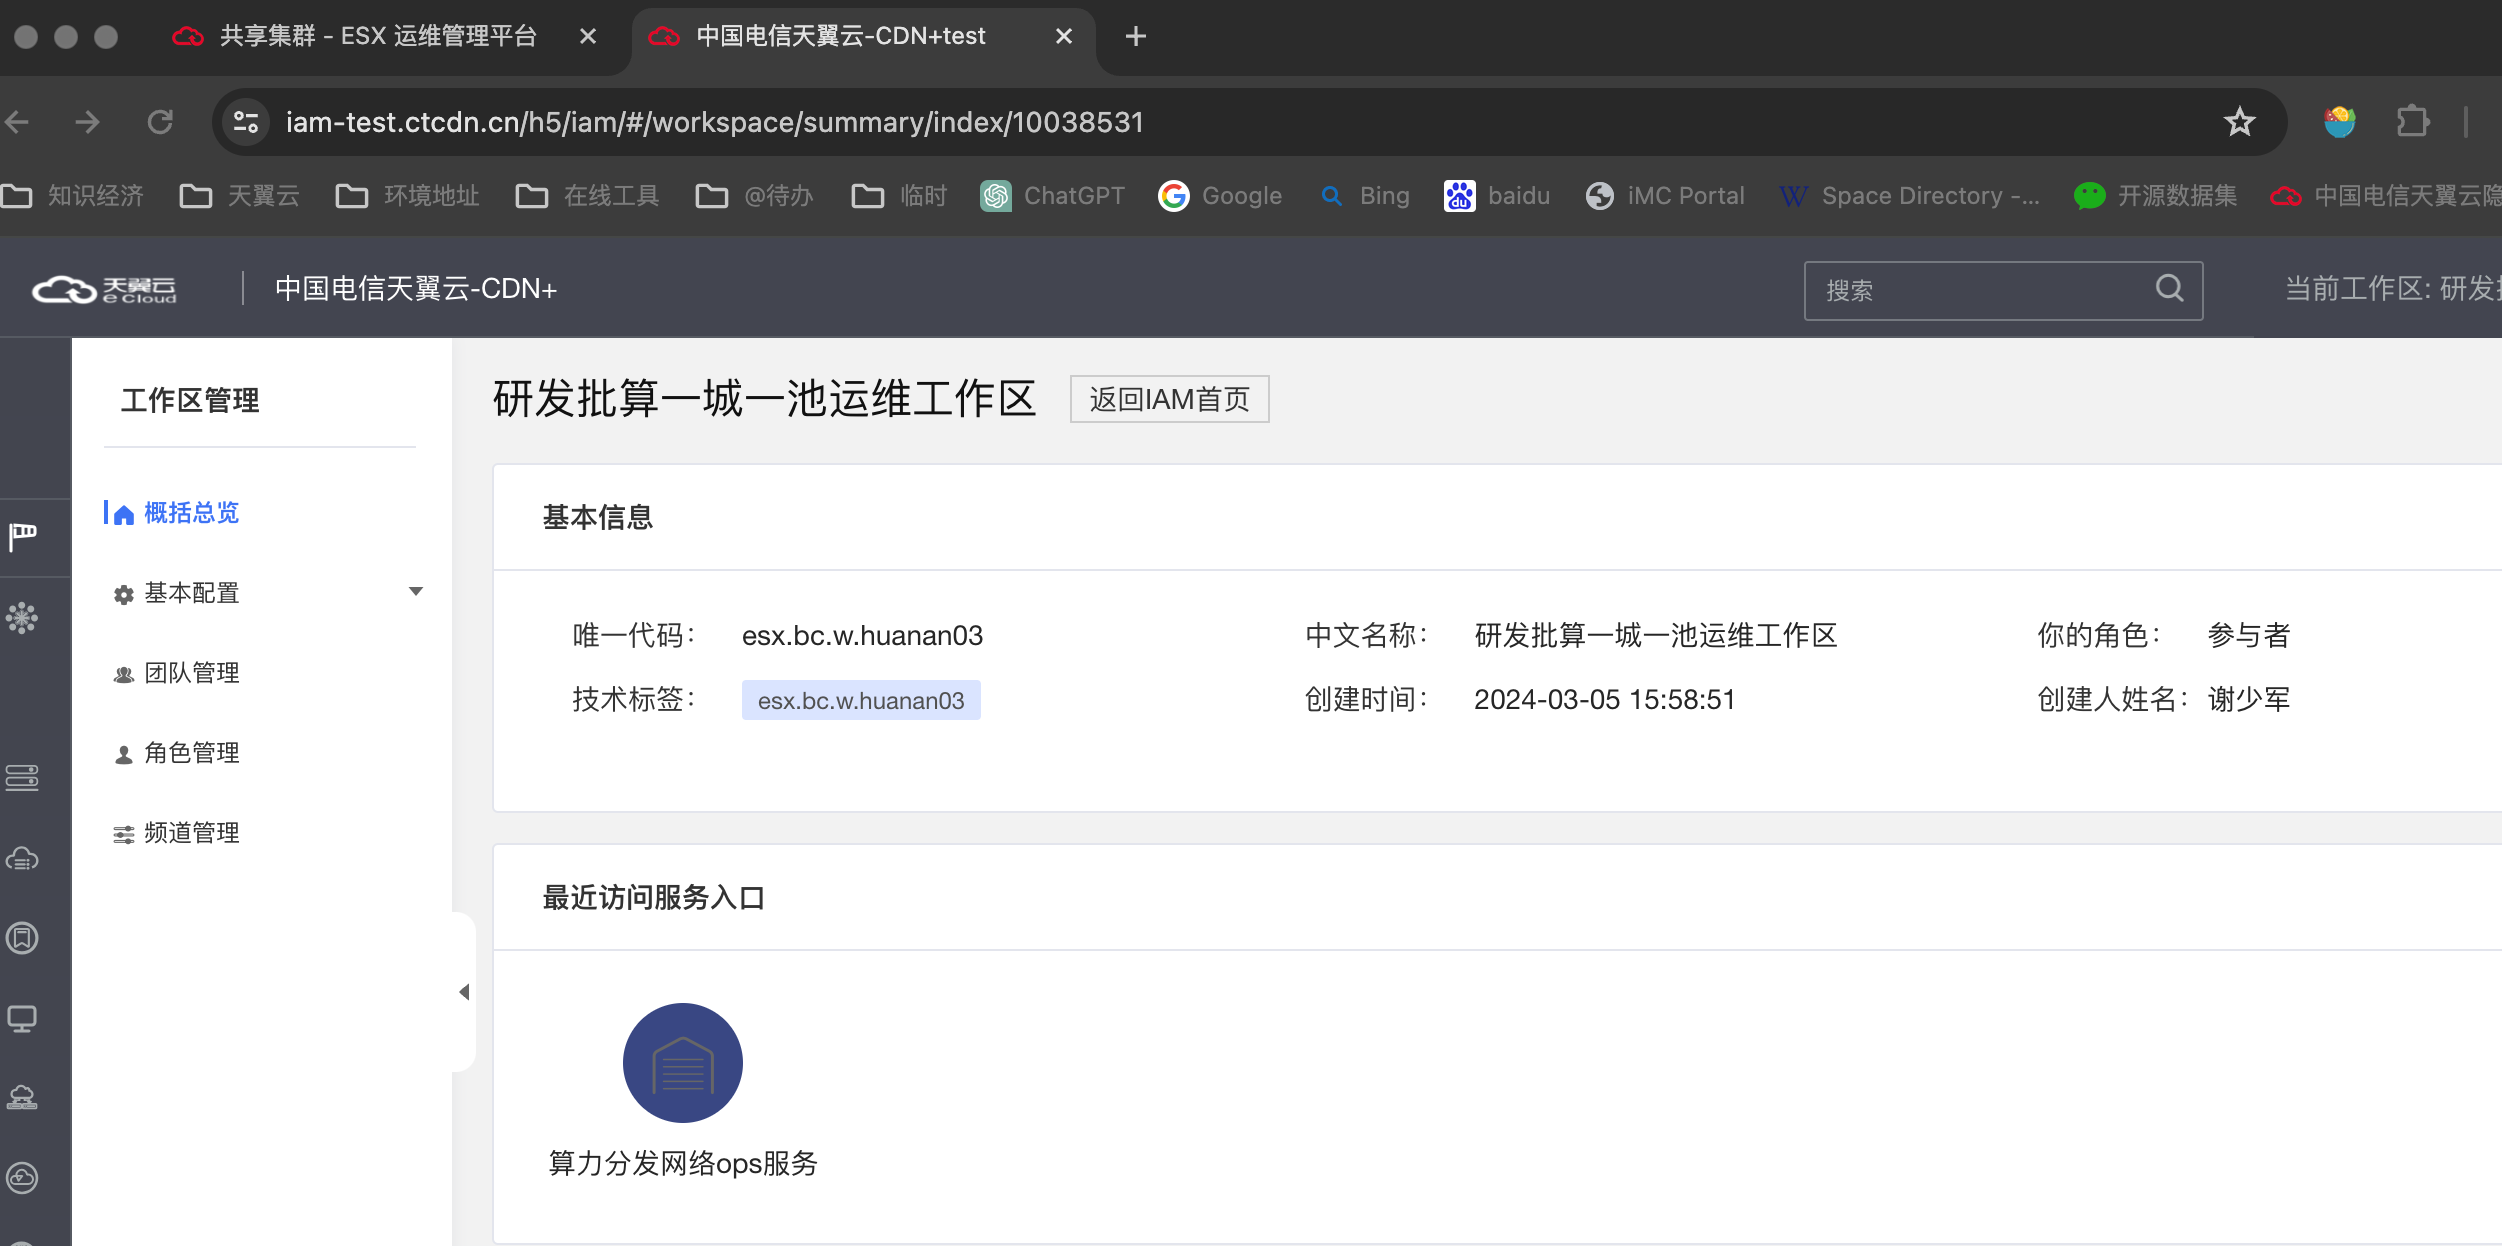 共享集群 - ESX 运维管理平台
中国电信天翼云-CDN+test
iam-test.ctcdn.cn/h5/iam/#/workspace/summary/index/10038531
知识经济
天翼云
环境地址
在线工具
@待办
临时
ChatGPT
Google
Bing
du
baidu
iMC Portal
Space Directory -...
开源数据集
中国电信天翼云隐
天翼云
e Cloud
中国电信天翼云-CDN+
搜索
当前工作区: 研发
工作区管理
概括总览
基本配置
团队管理
角色管理
频道管理
研发批算一城一池运维工作区
返回IAM首页
基本信息
唯一代码： esx.bc.w.huanan03
中文名称： 研发批算一城一池运维工作区
你的角色： 参与者
技术标签： esx.bc.w.huanan03
创建时间： 2024-03-05 15:58:51
创建人姓名： 谢少军
最近访问服务入口
算力分发网络ops服务